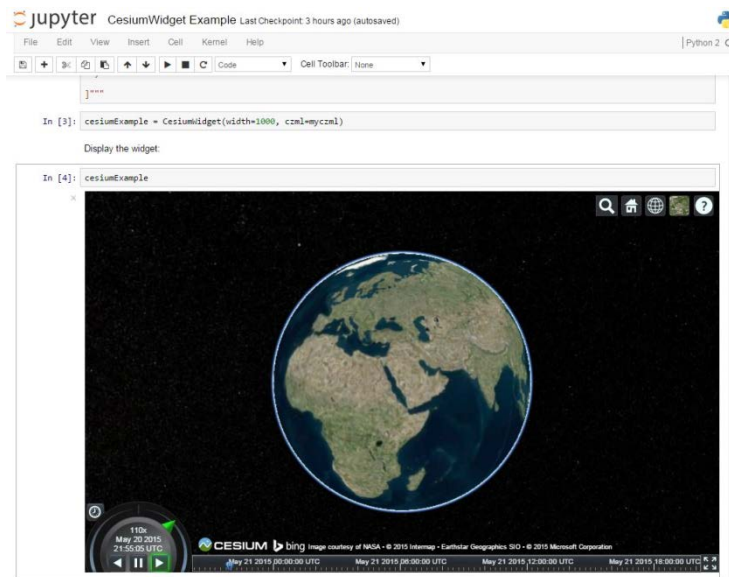 jupyter CesiumWidget Example Last Checkpoint: 3 hours ago (autosaved)
File Edit View Insert Cell Kernel Help Python 2
Code Cell Toolbar: None
]"""
In [3]: cesiumExample = CesiumWidget(width=1000, czml=myczml)
Display the widget:
In [4]: cesiumExample
110x
May 20 2015
21:55:05 UTC
CESIUM bing Image courtesy of NASA - © 2015 Intermap - Earthstar Geographics SIO - © 2015 Microsoft Corporation
May 21 2015 00:00:00 UTC May 21 2015 06:00:00 UTC May 21 2015 12:00:00 UTC May 21 2015 18:00:00 UTC